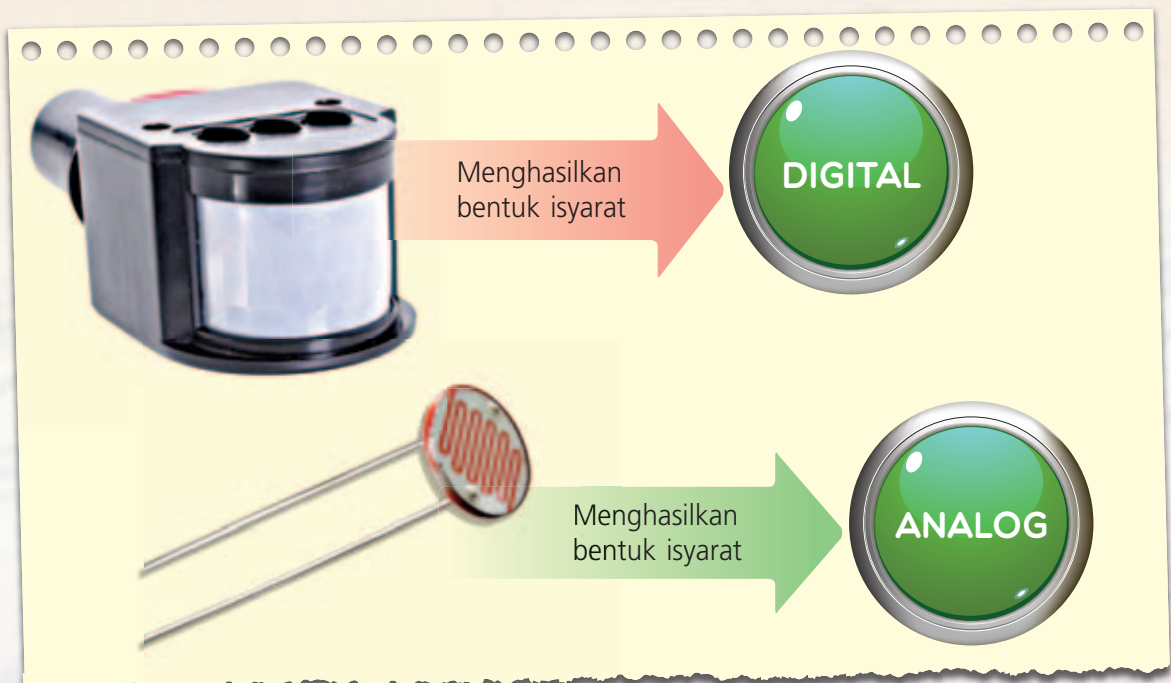 Menghasilkan
bentuk isyarat
DIGITAL
Menghasilkan
bentuk isyarat
ANALOG